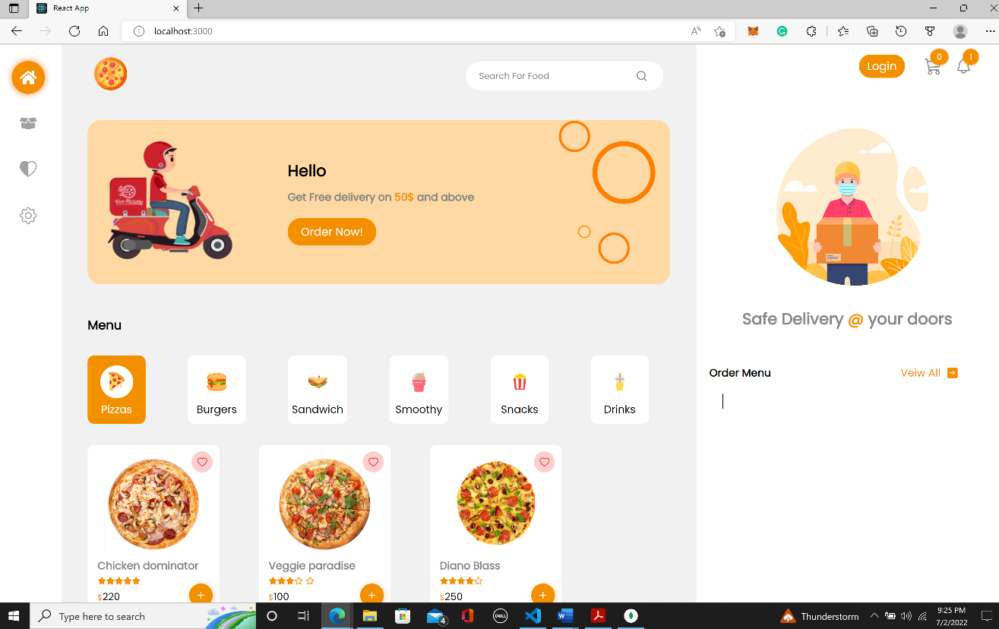 React App
localhost:3000
Search For Food
Login
0
1
Hello
Get Free delivery on 50$ and above
Order Now!
Safe Delivery @ your doors
Menu
Order Menu
Veiw All
Pizzas
Burgers
Sandwich
Smoothy
Snacks
Drinks
Chicken dominator
$220
Veggie paradise
$100
Diano Blass
$250
Type here to search
4
DELL
Thunderstorm
9:25 PM
7/2/2022